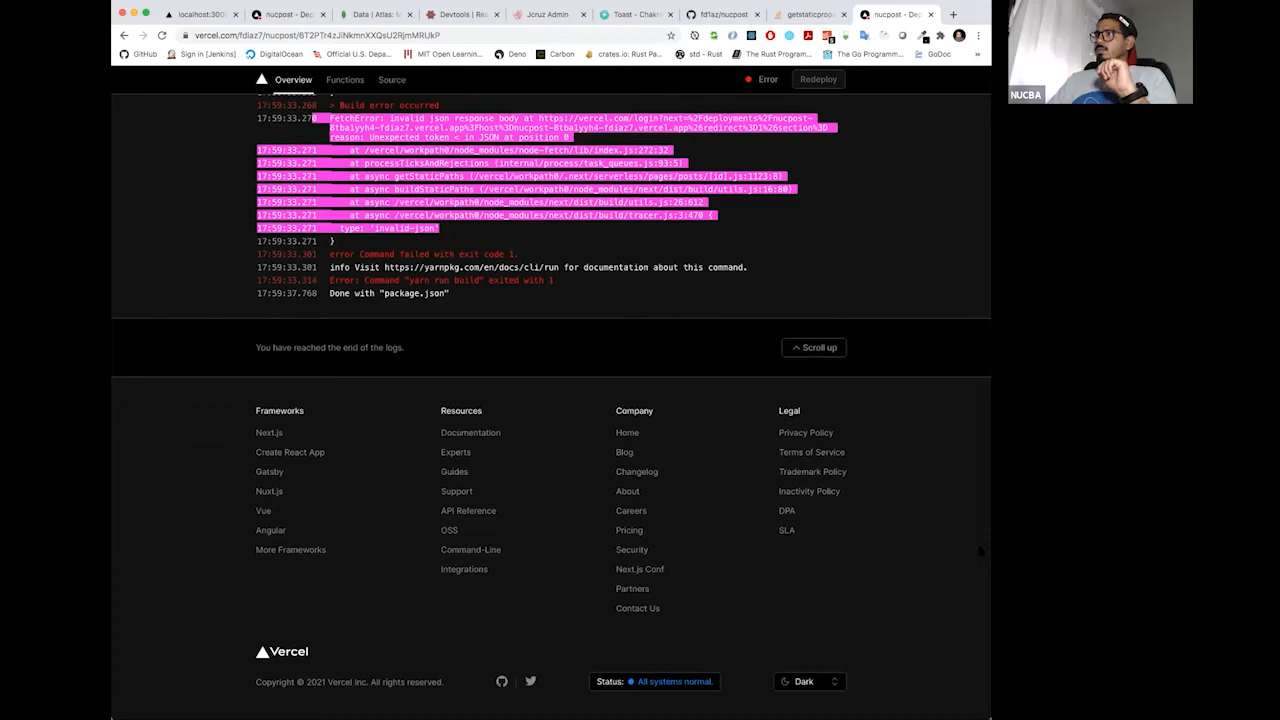 localhost:3000
nucpost – Dep
Data | Atlas: M
Devtools | Rea
Jcruz Admin
Toast - Chakra
fd1az/nucpost
getstaticprops
nucpost – Dep
vercel.com/fdiaz7/nucpost/
GitHub
Sign in [Jenkins]
DigitalOcean
Official U.S. Depa...
MIT Open Learning...
Deno
Carbon
crates.io: Rust Pa...
std - Rust
The Rust Program...
The Go Programm...
GoDoc
Overview
Functions
Source
Error
Redeploy
17:59:33.268 > Build error occurred
17:59:33.270 FetchError: invalid json response body at https://vercel.com/login?next=%2Fdeployments%2Fnucpost-
8tba1yyh4-fdiaz7.vercel.app%3Fhost%3Dnucpost-8tba1yyh4-fdiaz7.vercel.app%26redirect%3D1%26section%3D
reason: Unexpected token < in JSON at position 0
17:59:33.271 at /vercel/workpath0/node_modules/node-fetch/lib/index.js:272:32
17:59:33.271 at processTicksAndRejections (internal/process/task_queues.js:93:5)
17:59:33.271 at async getStaticPaths (/vercel/workpath0/.next/serverless/pages/posts/[id].js:1123:8)
17:59:33.271 at async buildStaticPaths (/vercel/workpath0/node_modules/next/dist/build/utils.js:16:80)
17:59:33.271 at async /vercel/workpath0/node_modules/next/dist/build/utils.js:26:612
17:59:33.271 at async /vercel/workpath0/node_modules/next/dist/build/tracer.js:3:470 {
17:59:33.271 type: 'invalid-json'
17:59:33.271 }
17:59:33.301 error Command failed with exit code 1.
17:59:33.301 info Visit https://yarnpkg.com/en/docs/cli/run for documentation about this command.
17:59:33.314 Error: Command "yarn run build" exited with 1
17:59:37.768 Done with "package.json"
You have reached the end of the logs.
Scroll up
Frameworks
Next.js
Create React App
Gatsby
Nuxt.js
Vue
Angular
More Frameworks
Resources
Documentation
Experts
Guides
Support
API Reference
OSS
Command-Line
Integrations
Company
Home
Blog
Changelog
About
Careers
Pricing
Security
Next.js Conf
Partners
Contact Us
Legal
Privacy Policy
Terms of Service
Trademark Policy
Inactivity Policy
DPA
SLA
Vercel
Copyright © 2021 Vercel Inc. All rights reserved.
Status: All systems normal.
Dark
NUCBA